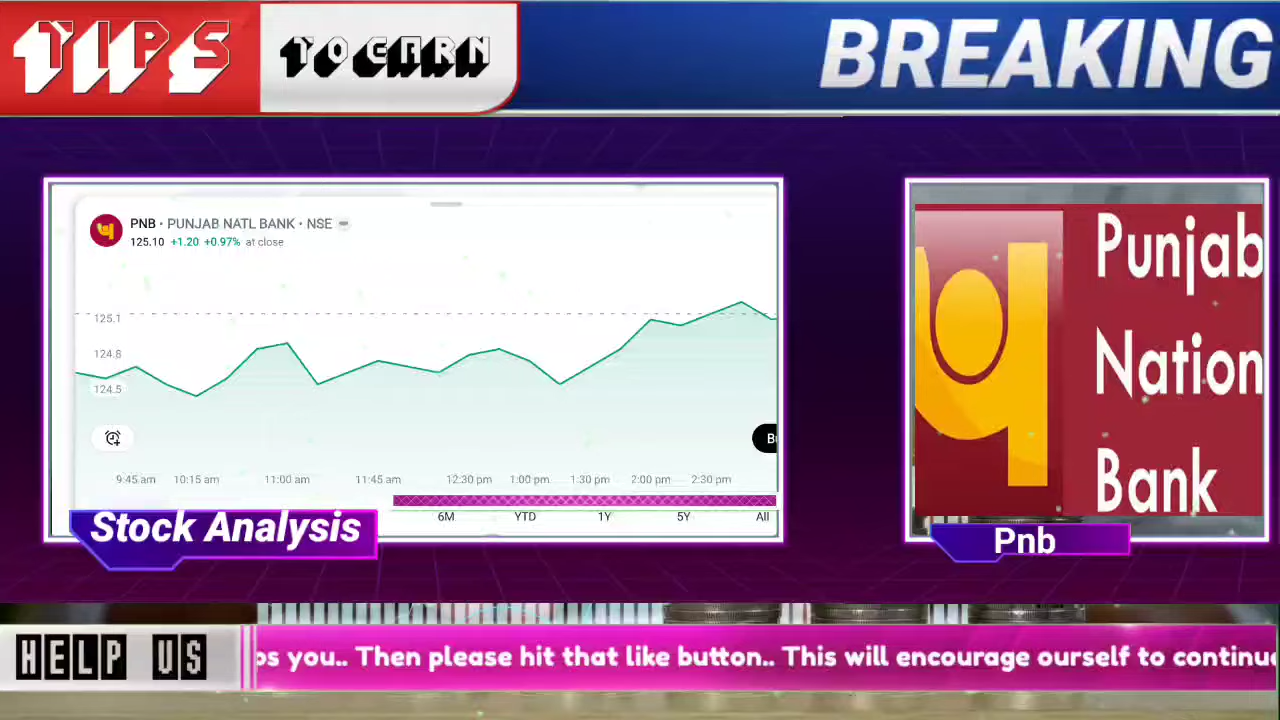 TIPS
TO EARN
BREAKING
PNB • PUNJAB NATL BANK • NSE
125.10 +1.20 +0.97% at close
125.1
124.8
124.5
Bu
9:45 am 10:15 am 11:00 am 11:45 am 12:30 pm 1:00 pm 1:30 pm 2:00 pm 2:30 pm
6M YTD 1Y 5Y All
Stock Analysis
Punjab
Nation
Bank
Pnb
HELP US
ps you.. Then please hit that like button.. This will encourage ourself to continue